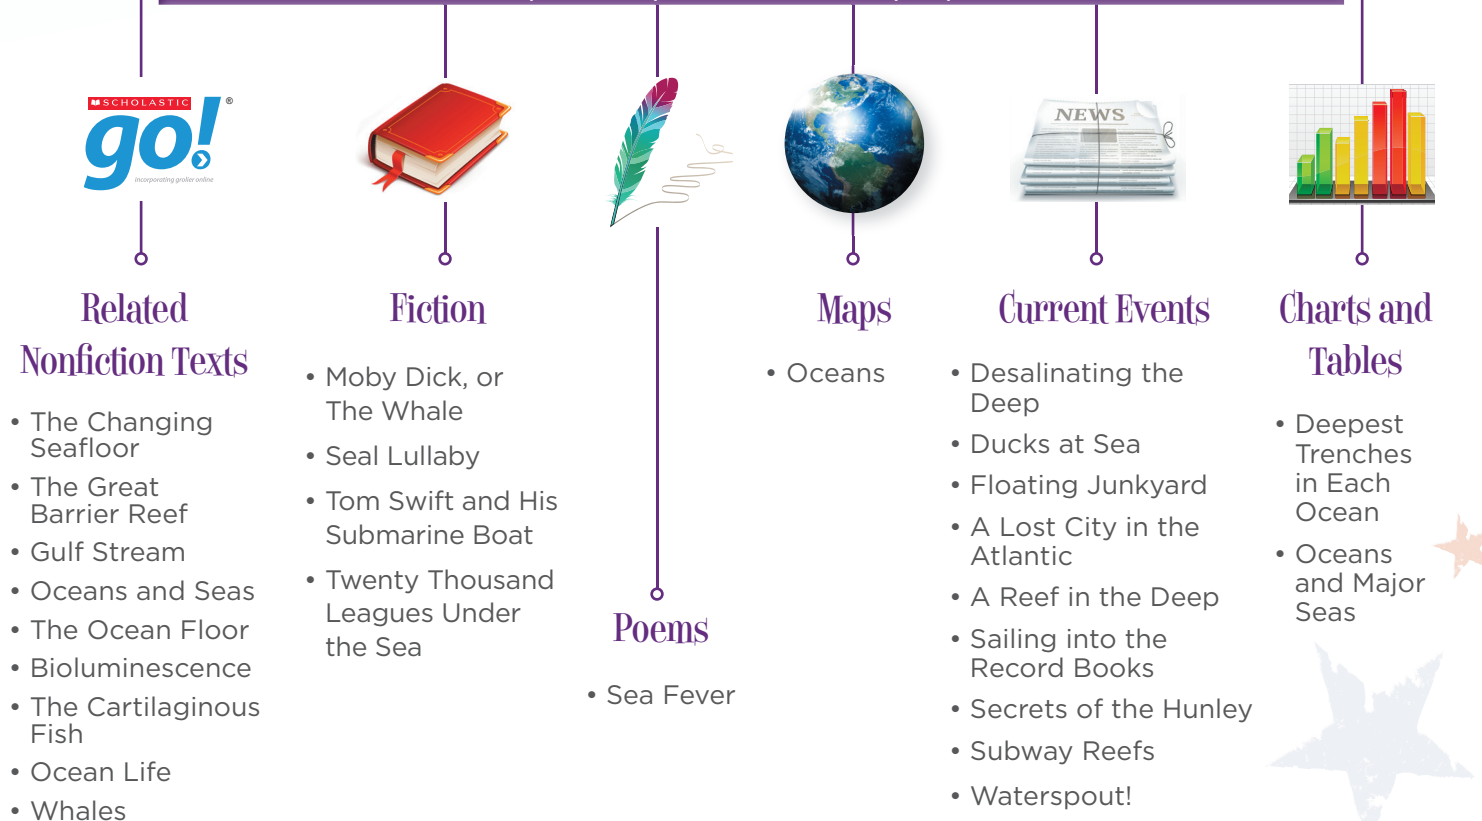 SCHOLASTIC
go!
®
incorporating grolier online
NEWS
Related
Nonfiction Texts
• The Changing
Seafloor
• The Great
Barrier Reef
• Gulf Stream
• Oceans and Seas
• The Ocean Floor
• Bioluminescence
• The Cartilaginous
Fish
• Ocean Life
• Whales
Fiction
• Moby Dick, or
The Whale
• Seal Lullaby
• Tom Swift and His
Submarine Boat
• Twenty Thousand
Leagues Under
the Sea
Poems
• Sea Fever
Maps
• Oceans
Current Events
• Desalinating the
Deep
• Ducks at Sea
• Floating Junkyard
• A Lost City in the
Atlantic
• A Reef in the Deep
• Sailing into the
Record Books
• Secrets of the Hunley
• Subway Reefs
• Waterspout!
Charts and
Tables
• Deepest
Trenches
in Each
Ocean
• Oceans
and Major
Seas